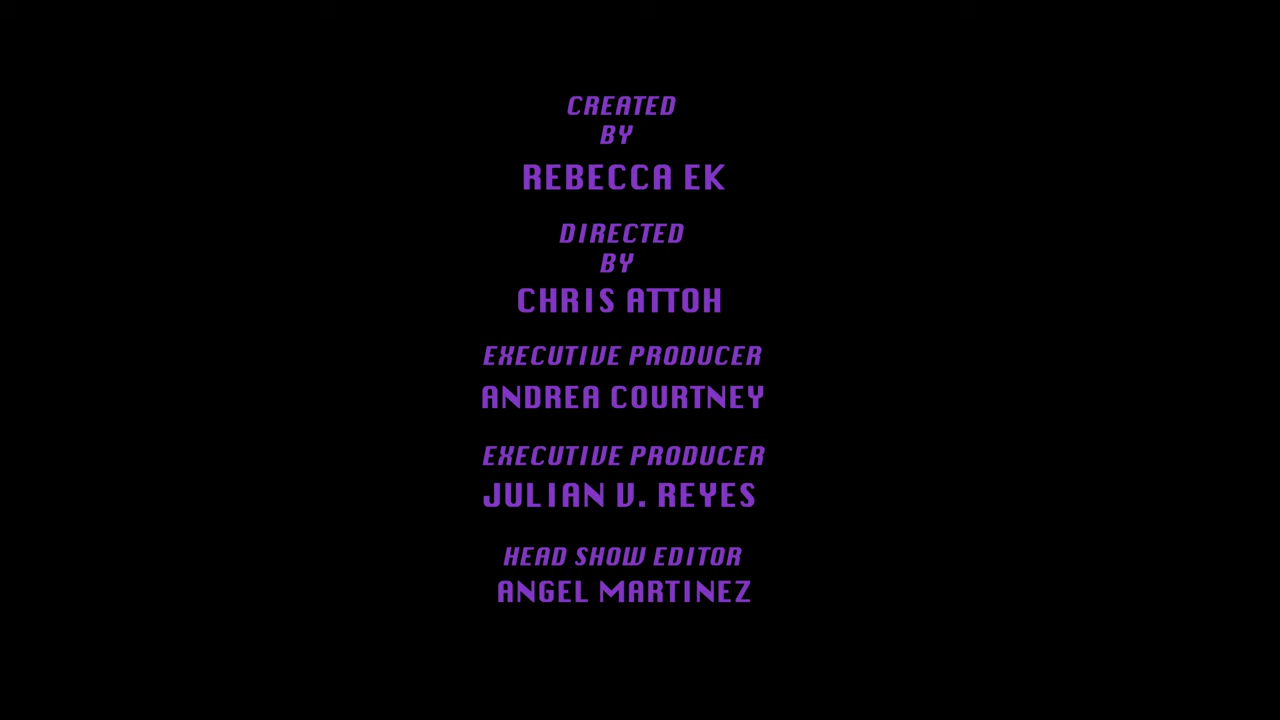 CREATED
BY
REBECCA EK
DIRECTED
BY
CHRIS ATTOH
EXECUTIVE PRODUCER
ANDREA COURTNEY
EXECUTIVE PRODUCER
JULIAN V. REYES
HEAD SHOW EDITOR
ANGEL MARTINEZ